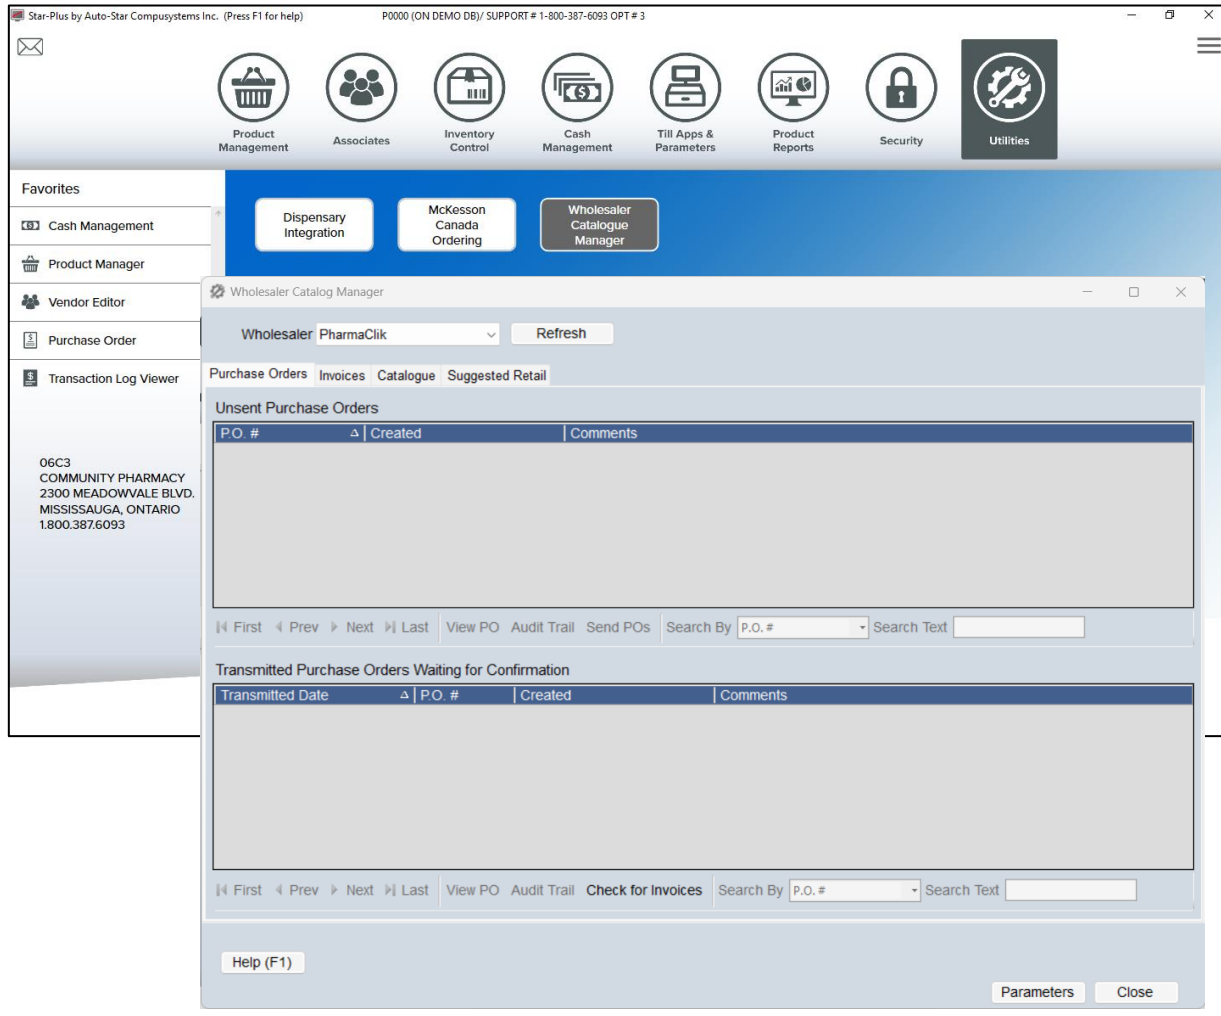 Star-Plus by Auto-Star Compusystems Inc. (Press F1 for help) P0000 (ON DEMO DB)/ SUPPORT # 1-800-387-6093 OPT # 3
Product
Management
Associates
Inventory
Control
Cash
Management
Till Apps &
Parameters
Product
Reports
Security
Utilities
Favorites
Cash Management
Product Manager
Vendor Editor
Purchase Order
Transaction Log Viewer
06C3
COMMUNITY PHARMACY
2300 MEADOWVALE BLVD.
MISSISSAUGA, ONTARIO
1.800.387.6093
Dispensary
Integration
McKesson
Canada
Ordering
Wholesaler
Catalogue
Manager
Wholesaler Catalog Manager
Wholesaler PharmaClik Refresh
Purchase Orders Invoices Catalogue Suggested Retail
Unsent Purchase Orders
P.O. # Created Comments
First Prev Next Last View PO Audit Trail Send POs Search By P.O. # Search Text
Transmitted Purchase Orders Waiting for Confirmation
Transmitted Date P.O. # Created Comments
First Prev Next Last View PO Audit Trail Check for Invoices Search By P.O. # Search Text
Help (F1)
Parameters Close